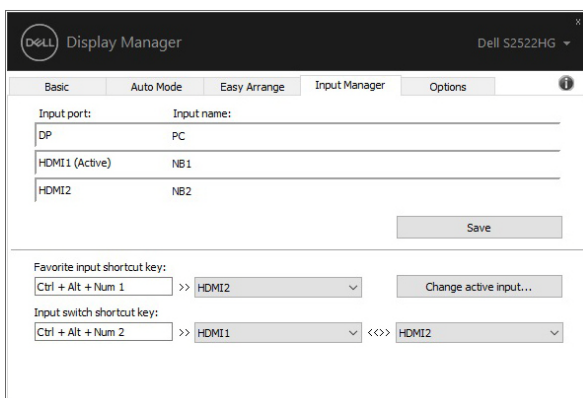 x
DELL Display Manager Dell S2522HG
Basic Auto Mode Easy Arrange Input Manager Options i
Input port: Input name:
DP PC
HDMI1 (Active) NB1
HDMI2 NB2
Save
Favorite input shortcut key:
Ctrl + Alt + Num 1 >> HDMI2 Change active input...
Input switch shortcut key:
Ctrl + Alt + Num 2 >> HDMI1 <<>> HDMI2